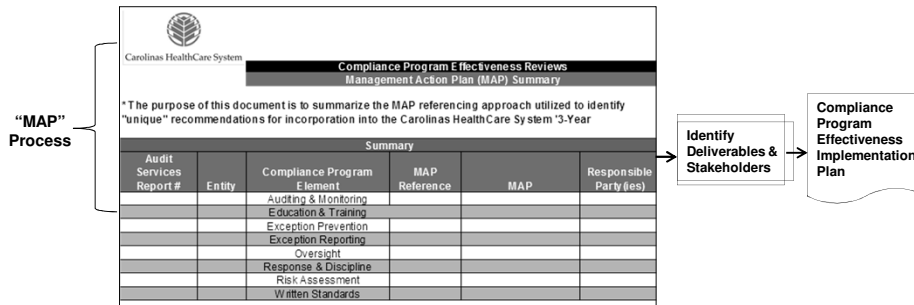 Carolinas HealthCare System
Compliance Program Effectiveness Reviews
Management Action Plan (MAP) Summary
* The purpose of this document is to summarize the MAP referencing approach utilized to identify
"unique" recommendations for incorporation into the Carolinas HealthCare System '3-Year
“MAP”
Process
Summary
Audit
Services
Report #
Entity
Compliance Program
Element
MAP
Reference
MAP
Responsible
Party(ies)
Auditing & Monitoring
Education & Training
Exception Prevention
Exception Reporting
Oversight
Response & Discipline
Risk Assessment
Written Standards
Identify
Deliverables &
Stakeholders
Compliance
Program
Effectiveness
Implementation
Plan